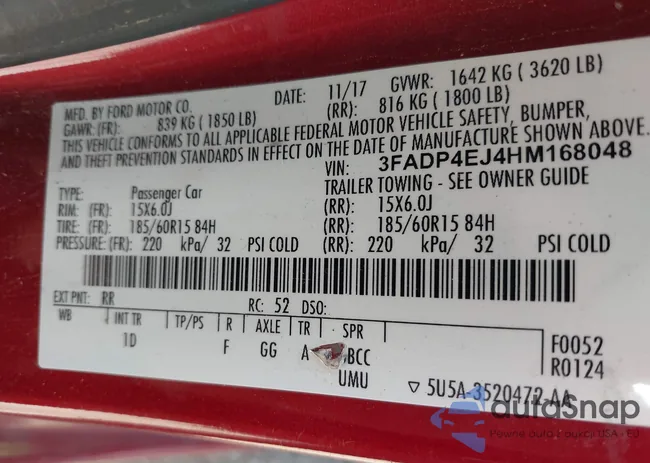 MFD. BY FORD MOTOR CO.
DATE: 11/17 GVWR: 1642 KG ( 3620 LB)
GAWR: (FR): 839 KG ( 1850 LB) (RR): 816 KG ( 1800 LB)
THIS VEHICLE CONFORMS TO ALL APPLICABLE FEDERAL MOTOR VEHICLE SAFETY, BUMPER,
AND THEFT PREVENTION STANDARDS IN EFFECT ON THE DATE OF MANUFACTURE SHOWN ABOVE.
VIN: 3FADP4EJ4HM168048
TYPE: Passenger Car TRAILER TOWING - SEE OWNER GUIDE
RIM: (FR): 15X6.0J (RR): 15X6.0J
TIRE: (FR): 185/60R15 84H (RR): 185/60R15 84H
PRESSURE: (FR): 220 kPa/ 32 PSI COLD (RR): 220 kPa/ 32 PSI COLD
EXT PNT: RR RC: 52 DSO:
WB INT TR TP/PS R AXLE TR SPR
1D F GG A BCC
UMU
F0052
R0124
▽ 5U5A-3520472-AA
autoSnap
Pewne auta z aukcji USA - EU